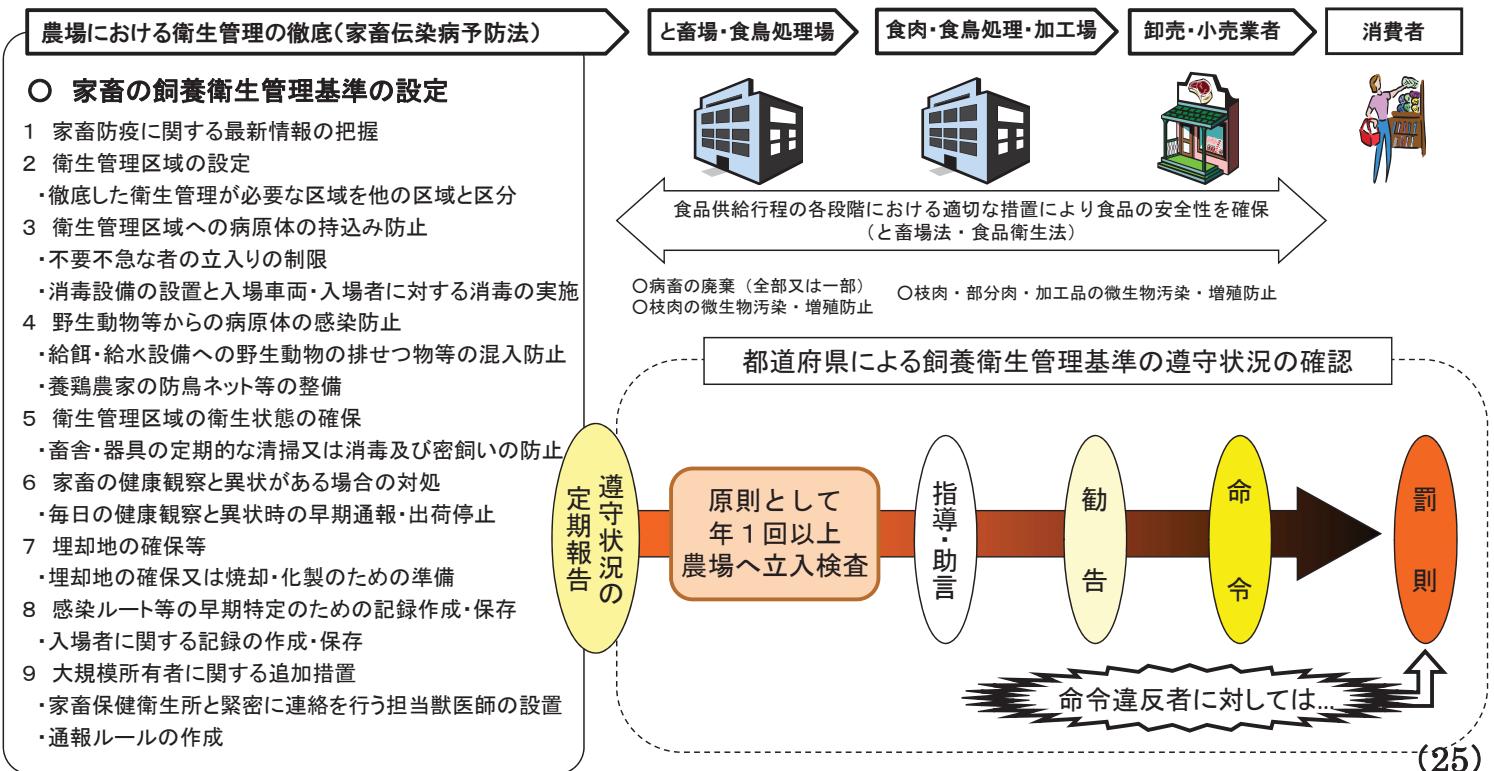 農場における衛生管理の徹底(家畜伝染病予防法)
と畜場・食鳥処理場
食肉・食鳥処理・加工場
卸売・小売業者
消費者
○ 家畜の飼養衛生管理基準の設定
1 家畜防疫に関する最新情報の把握
2 衛生管理区域の設定
・徹底した衛生管理が必要な区域を他の区域と区分
3 衛生管理区域への病原体の持込み防止
・不要不急な者の立入りの制限
・消毒設備の設置と入場車両・入場者に対する消毒の実施
4 野生動物等からの病原体の感染防止
・給餌・給水設備への野生動物の排せつ物等の混入防止
・養鶏農家の防鳥ネット等の整備
5 衛生管理区域の衛生状態の確保
・畜舎・器具の定期的な清掃又は消毒及び密飼いの防止
6 家畜の健康観察と異状がある場合の対処
・毎日の健康観察と異状時の早期通報・出荷停止
7 埋却地の確保等
・埋却地の確保又は焼却・化製のための準備
8 感染ルート等の早期特定のための記録作成・保存
・入場者に関する記録の作成・保存
9 大規模所有者に関する追加措置
・家畜保健衛生所と緊密に連絡を行う担当獣医師の設置
・通報ルールの作成
食品供給行程の各段階における適切な措置により食品の安全性を確保
(と畜場法・食品衛生法)
○病畜の廃棄(全部又は一部)
○枝肉の微生物汚染・増殖防止
○枝肉・部分肉・加工品の微生物汚染・増殖防止
都道府県による飼養衛生管理基準の遵守状況の確認
遵守状況の
定期報告
原則として
年1回以上
農場へ立入検査
指導・助言
勧告
命令
罰則
命令違反者に対しては…
(25)